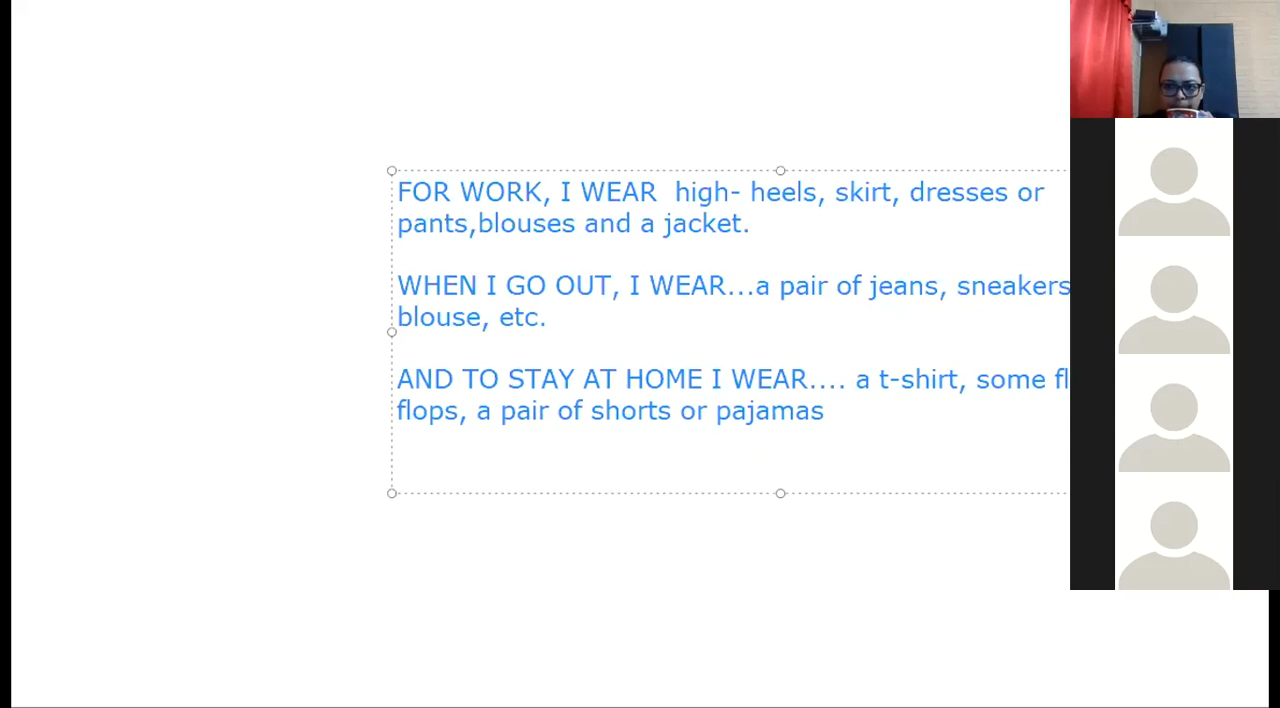 FOR WORK, I WEAR  high- heels, skirt, dresses or
pants,blouses and a jacket.
WHEN I GO OUT, I WEAR...a pair of jeans, sneakers
blouse, etc.
AND TO STAY AT HOME I WEAR.... a t-shirt, some
flops, a pair of shorts or pajamas